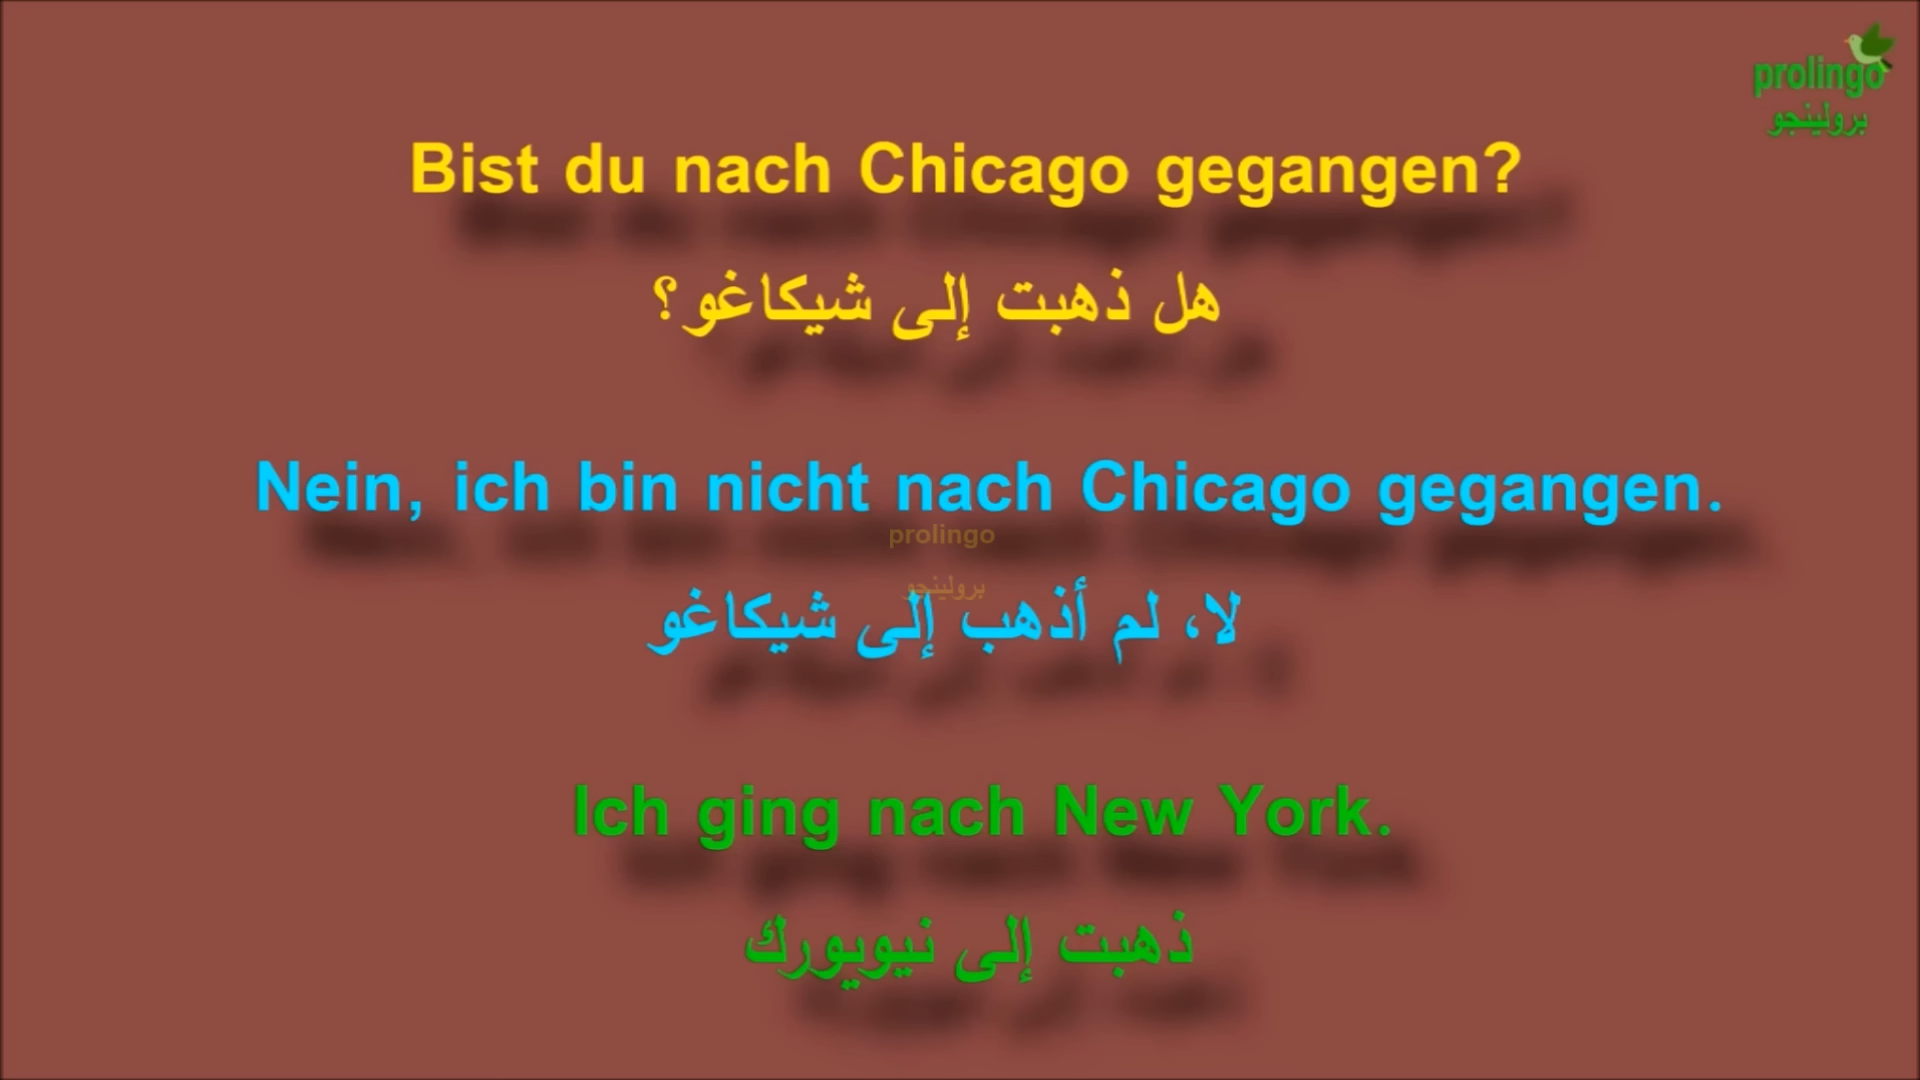 prolingo
برولينجو
Bist du nach Chicago gegangen?
هل ذهبت إلى شيكاغو؟
Nein, ich bin nicht nach Chicago gegangen.
prolingo
برولينجو
لا، لم أذهب إلى شيكاغو
Ich ging nach New York.
ذهبت إلى نيويورك